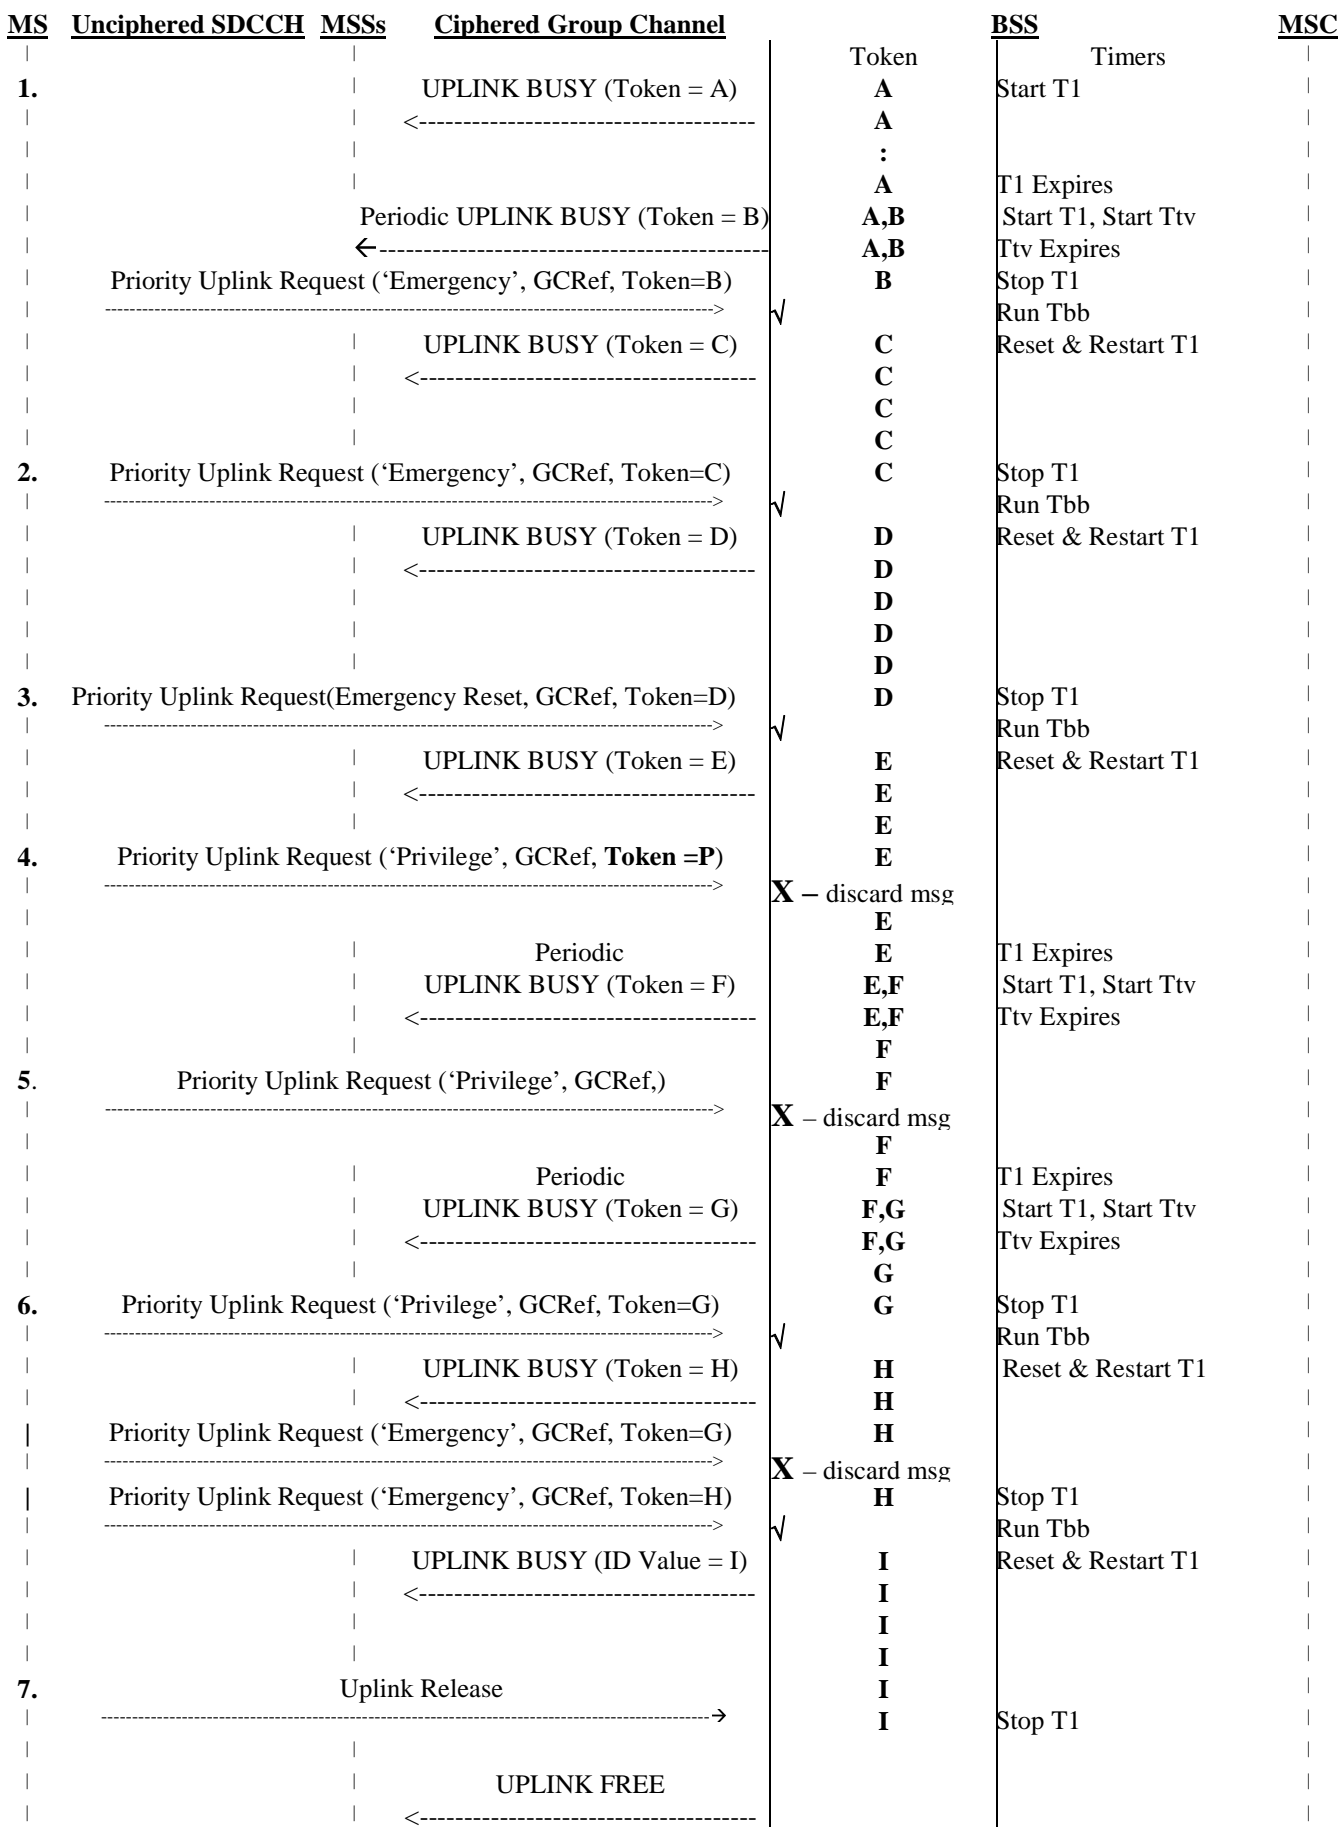 MS Unciphered SDCCH MSSs Ciphered Group Channel BSS MSC
Token Timers
1. UPLINK BUSY (Token = A) A Start T1
<-------------------------------------- A
:
A T1 Expires
Periodic UPLINK BUSY (Token = B) A,B Start T1, Start Ttv
←-------------------------------------------- A,B Ttv Expires
Priority Uplink Request (‘Emergency’, GCRef, Token=B) B Stop T1
----------------------------------------------------------------------------------------------------> √ Run Tbb
UPLINK BUSY (Token = C) C Reset & Restart T1
<-------------------------------------- C
C
C
2. Priority Uplink Request (‘Emergency’, GCRef, Token=C) C Stop T1
----------------------------------------------------------------------------------------------------> √ Run Tbb
UPLINK BUSY (Token = D) D Reset & Restart T1
<-------------------------------------- D
D
D
D
3. Priority Uplink Request(Emergency Reset, GCRef, Token=D) D Stop T1
----------------------------------------------------------------------------------------------------> √ Run Tbb
UPLINK BUSY (Token = E) E Reset & Restart T1
<-------------------------------------- E
E
4. Priority Uplink Request (‘Privilege’, GCRef, Token =P) E
----------------------------------------------------------------------------------------------------> X – discard msg
E
Periodic E T1 Expires
UPLINK BUSY (Token = F) E,F Start T1, Start Ttv
<-------------------------------------- E,F Ttv Expires
F
5. Priority Uplink Request (‘Privilege’, GCRef,) F
----------------------------------------------------------------------------------------------------> X – discard msg
F
Periodic F T1 Expires
UPLINK BUSY (Token = G) F,G Start T1, Start Ttv
<-------------------------------------- F,G Ttv Expires
G
6. Priority Uplink Request (‘Privilege’, GCRef, Token=G) G Stop T1
----------------------------------------------------------------------------------------------------> √ Run Tbb
UPLINK BUSY (Token = H) H Reset & Restart T1
<-------------------------------------- H
Priority Uplink Request (‘Emergency’, GCRef, Token=G) H
----------------------------------------------------------------------------------------------------> X – discard msg
Priority Uplink Request (‘Emergency’, GCRef, Token=H) H Stop T1
----------------------------------------------------------------------------------------------------> √ Run Tbb
UPLINK BUSY (ID Value = I) I Reset & Restart T1
<-------------------------------------- I
I
I
7. Uplink Release I
----------------------------------------------------------------------------------------------------→ I Stop T1
UPLINK FREE
<--------------------------------------